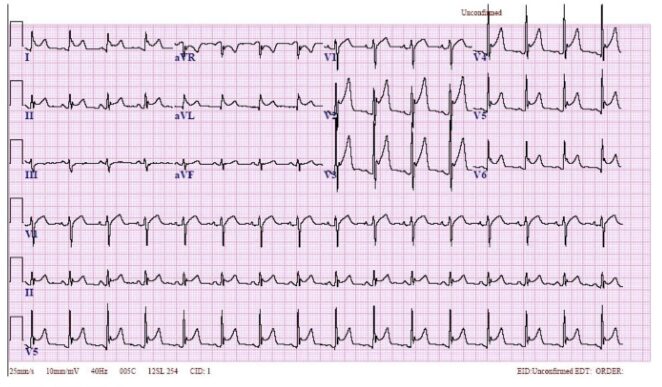 Unconfirmed
I aVR V1 V4
II aVL V2 V5
III aVF V3 V6
V1
II
V5
25mm/s 10mm/mV 40Hz 005C 12SL 254 CID: 1 EID:Unconfirmed EDT: ORDER: